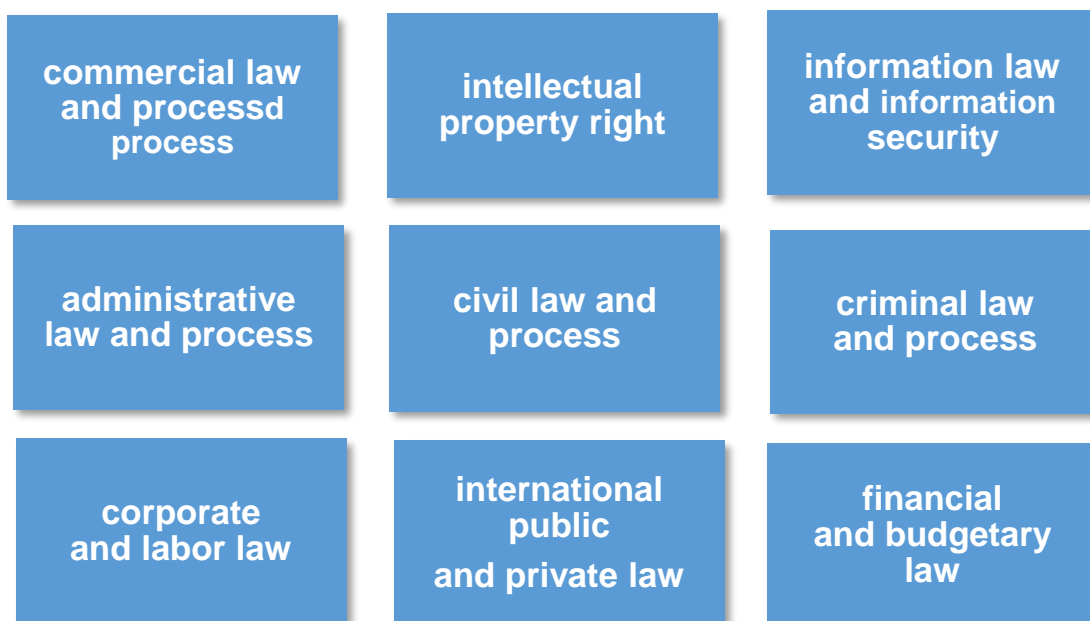 commercial law
and processd
process
intellectual
property right
information law
and information
security
administrative
law and process
civil law and
process
criminal law
and process
corporate
and labor law
international
public
and private law
financial
and budgetary
law